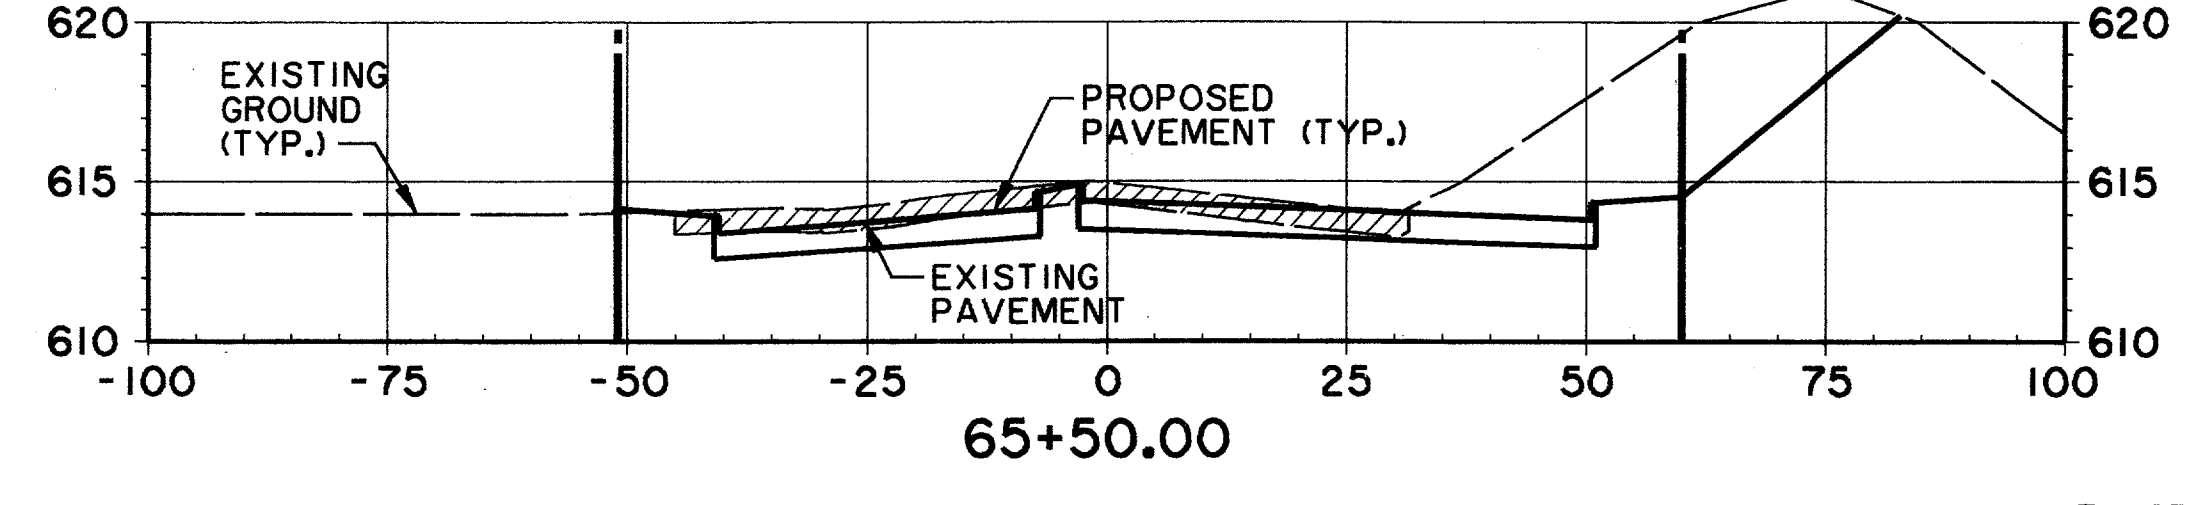 620
620
EXISTING
GROUND
(TYP.)
PROPOSED
PAVEMENT (TYP.)
615
615
EXISTING
PAVEMENT
610
610
-100 -75 -50 -25 0 25 50 75 100
65+50.00